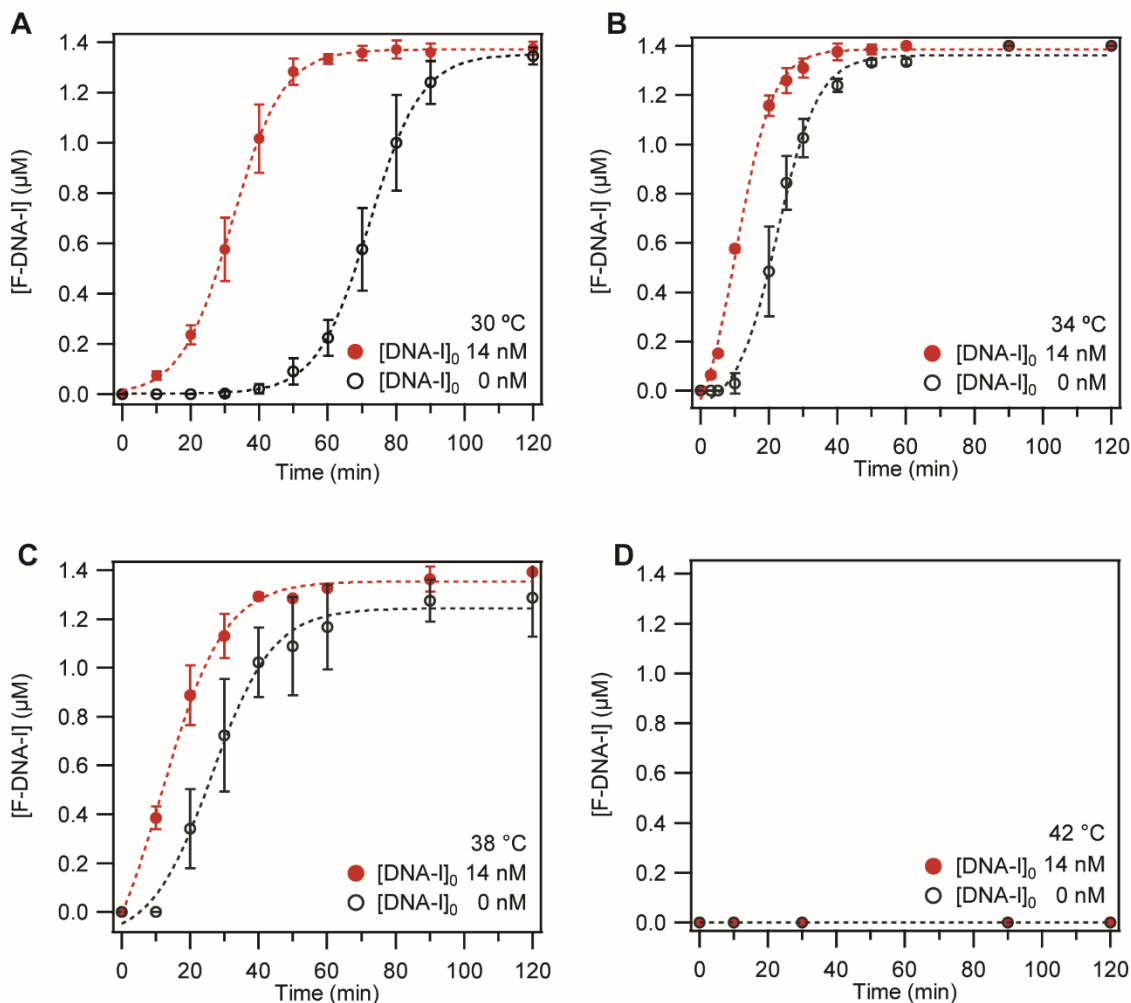 A
1.4
1.2
1.0
0.8
0.6
0.4
0.2
0.0
[F-DNA-I] (µM)
30 ºC
[DNA-I]0 14 nM
[DNA-I]0 0 nM
0 20 40 60 80 100 120
Time (min)
B
1.4
1.2
1.0
0.8
0.6
0.4
0.2
0.0
[F-DNA-I] (µM)
34 ºC
[DNA-I]0 14 nM
[DNA-I]0 0 nM
0 20 40 60 80 100 120
Time (min)
C
1.4
1.2
1.0
0.8
0.6
0.4
0.2
0.0
[F-DNA-I] (µM)
38 °C
[DNA-I]0 14 nM
[DNA-I]0 0 nM
0 20 40 60 80 100 120
Time (min)
D
1.4
1.2
1.0
0.8
0.6
0.4
0.2
0.0
[F-DNA-I] (µM)
42 °C
[DNA-I]0 14 nM
[DNA-I]0 0 nM
0 20 40 60 80 100 120
Time (min)